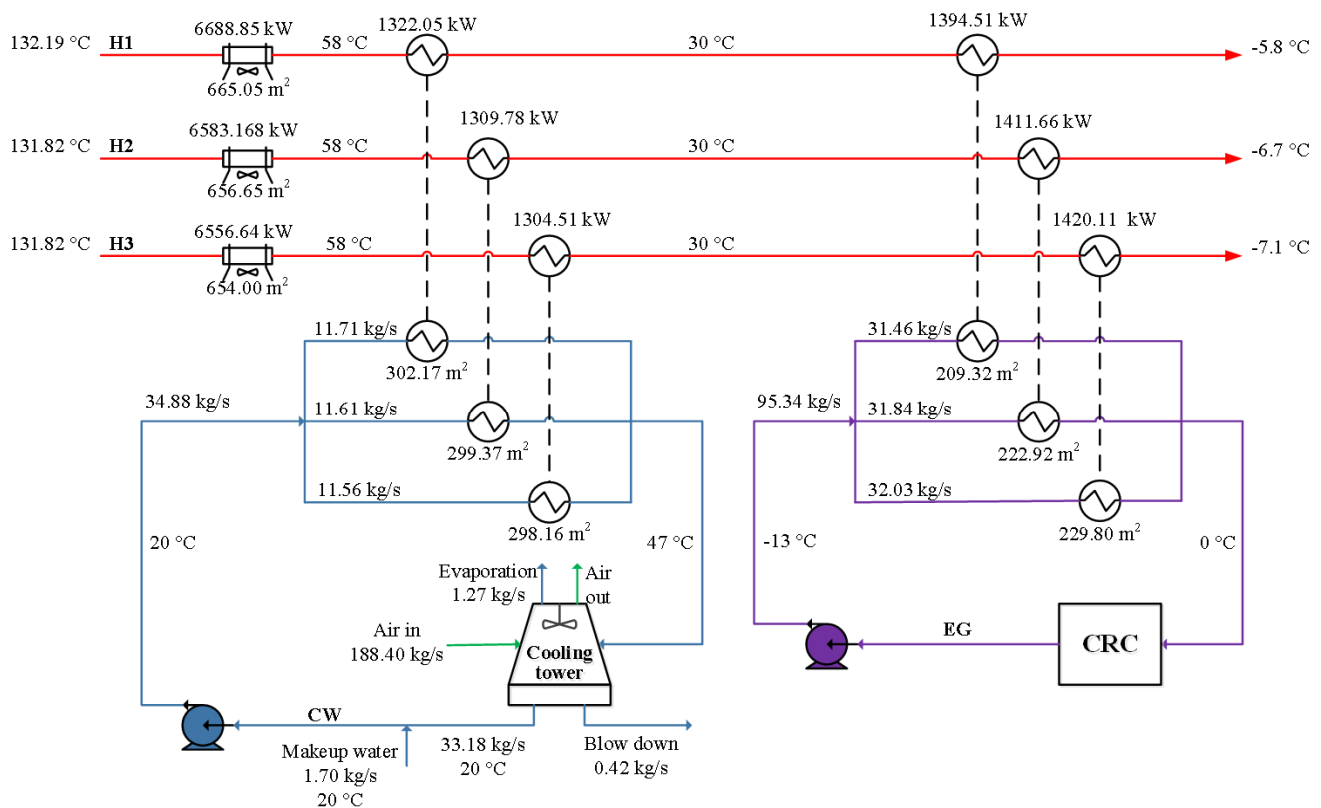 6688.85 kW
1322.05 kW
1394.51 kW
132.19 °C
H1
58 °C
30 °C
-5.8 °C
665.05 m²
6583.168 kW
1309.78 kW
1411.66 kW
131.82 °C
H2
58 °C
30 °C
-6.7 °C
656.65 m²
6556.64 kW
1304.51 kW
1420.11 kW
131.82 °C
H3
58 °C
30 °C
-7.1 °C
654.00 m²
11.71 kg/s
31.46 kg/s
302.17 m²
209.32 m²
34.88 kg/s
11.61 kg/s
95.34 kg/s
31.84 kg/s
299.37 m²
222.92 m²
11.56 kg/s
32.03 kg/s
298.16 m²
229.80 m²
20 °C
47 °C
-13 °C
0 °C
Evaporation
1.27 kg/s
Air
out
Air in
188.40 kg/s
Cooling
tower
EG
CRC
CW
Makeup water
1.70 kg/s
20 °C
33.18 kg/s
20 °C
Blow down
0.42 kg/s